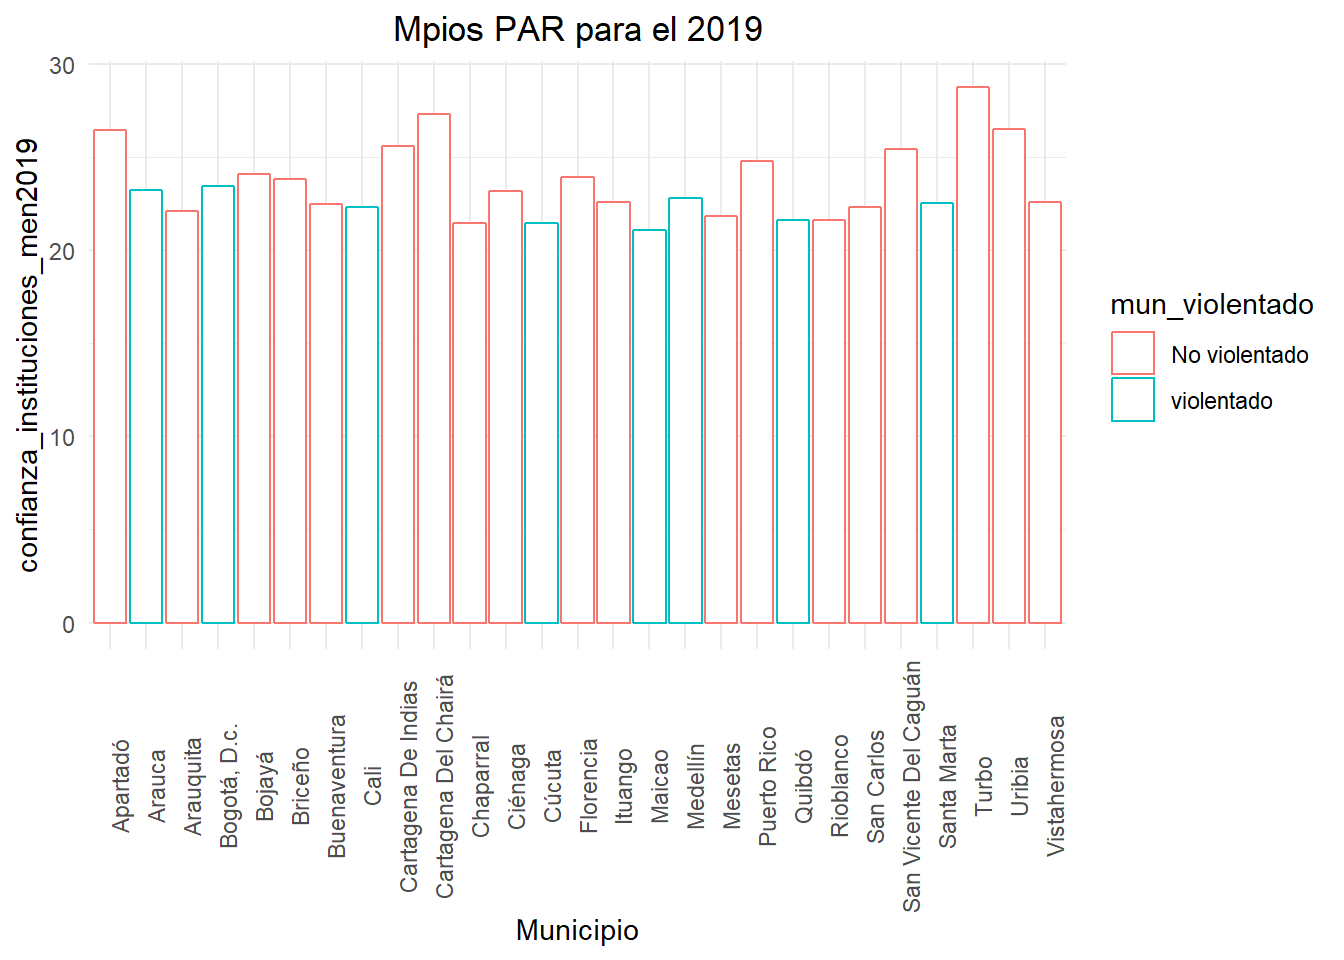 Mpios PAR para el 2019
confianza_instituciones_men2019
30
20
10
0
Apartadó
Arauca
Arauquita
Bogotá, D.c.
Bojayá
Briceño
Buenaventura
Cali
Cartagena De Indias
Cartagena Del Chairá
Chaparral
Ciénaga
Cúcuta
Florencia
Ituango
Maicao
Medellín
Mesetas
Puerto Rico
Quibdó
Rioblanco
San Carlos
San Vicente Del Caguán
Santa Marta
Turbo
Uribia
Vistahermosa
Municipio
mun_violentado
No violentado
violentado